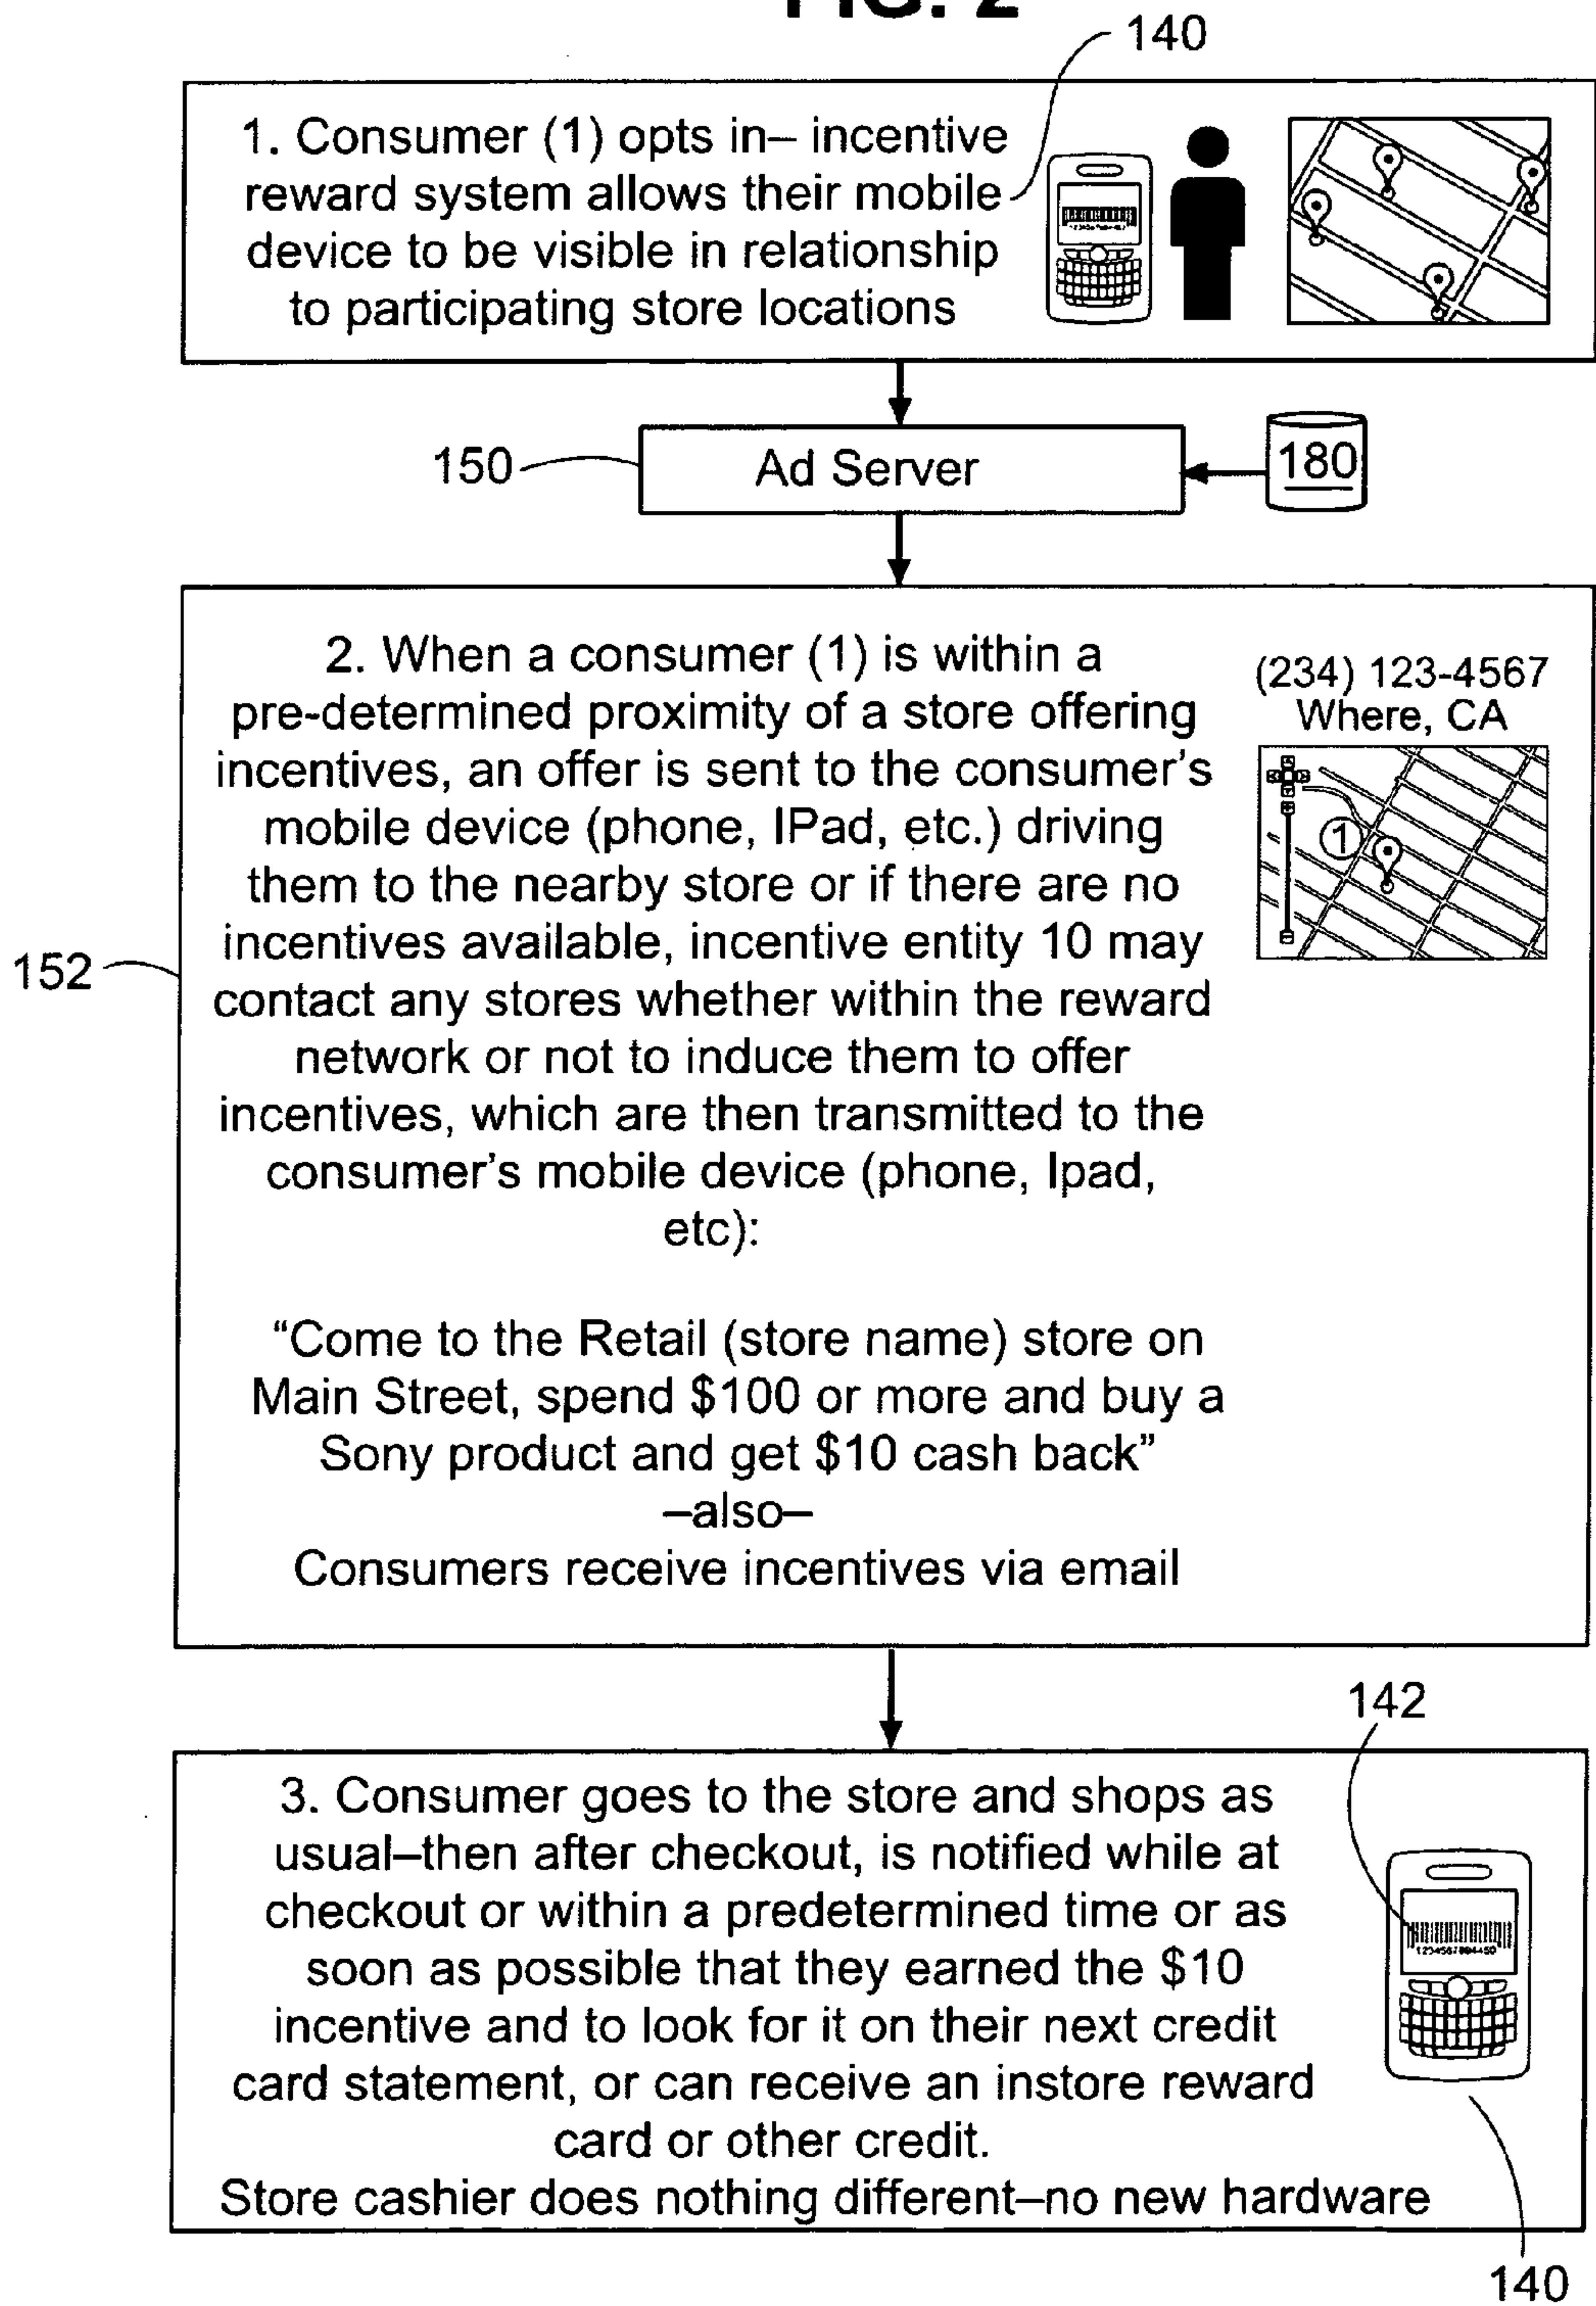 FIG. 2
140
1. Consumer (1) opts in– incentive
reward system allows their mobile
device to be visible in relationship
to participating store locations
150
Ad Server
180
152
2. When a consumer (1) is within a
pre-determined proximity of a store offering
incentives, an offer is sent to the consumer’s
mobile device (phone, IPad, etc.) driving
them to the nearby store or if there are no
incentives available, incentive entity 10 may
contact any stores whether within the reward
network or not to induce them to offer
incentives, which are then transmitted to the
consumer’s mobile device (phone, Ipad,
etc):
(234) 123-4567
Where, CA
1
“Come to the Retail (store name) store on
Main Street, spend $100 or more and buy a
Sony product and get $10 cash back”
–also–
Consumers receive incentives via email
142
3. Consumer goes to the store and shops as
usual–then after checkout, is notified while at
checkout or within a predetermined time or as
soon as possible that they earned the $10
incentive and to look for it on their next credit
card statement, or can receive an instore reward
card or other credit.
Store cashier does nothing different–no new hardware
140